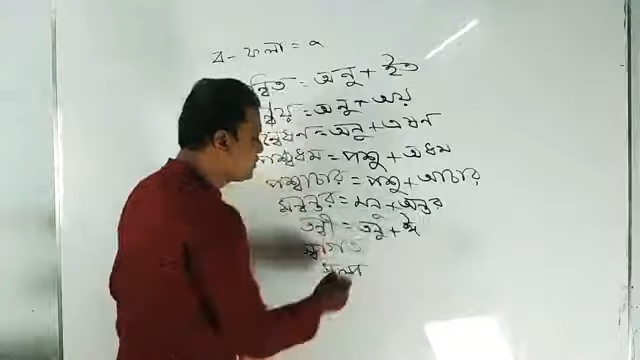 ব - ফলা = ্ব
ন্বিত = অনু + ইত
ন্বয় = অনু + অয়
ন্বেষণ = অনু + এষণ
পশ্বধম = পশু + অধম
পশ্বাচার = পশু + আচার
মন্বন্তর = মনু + অন্তর
তন্বী = তনু + ঈ
স্বাগত